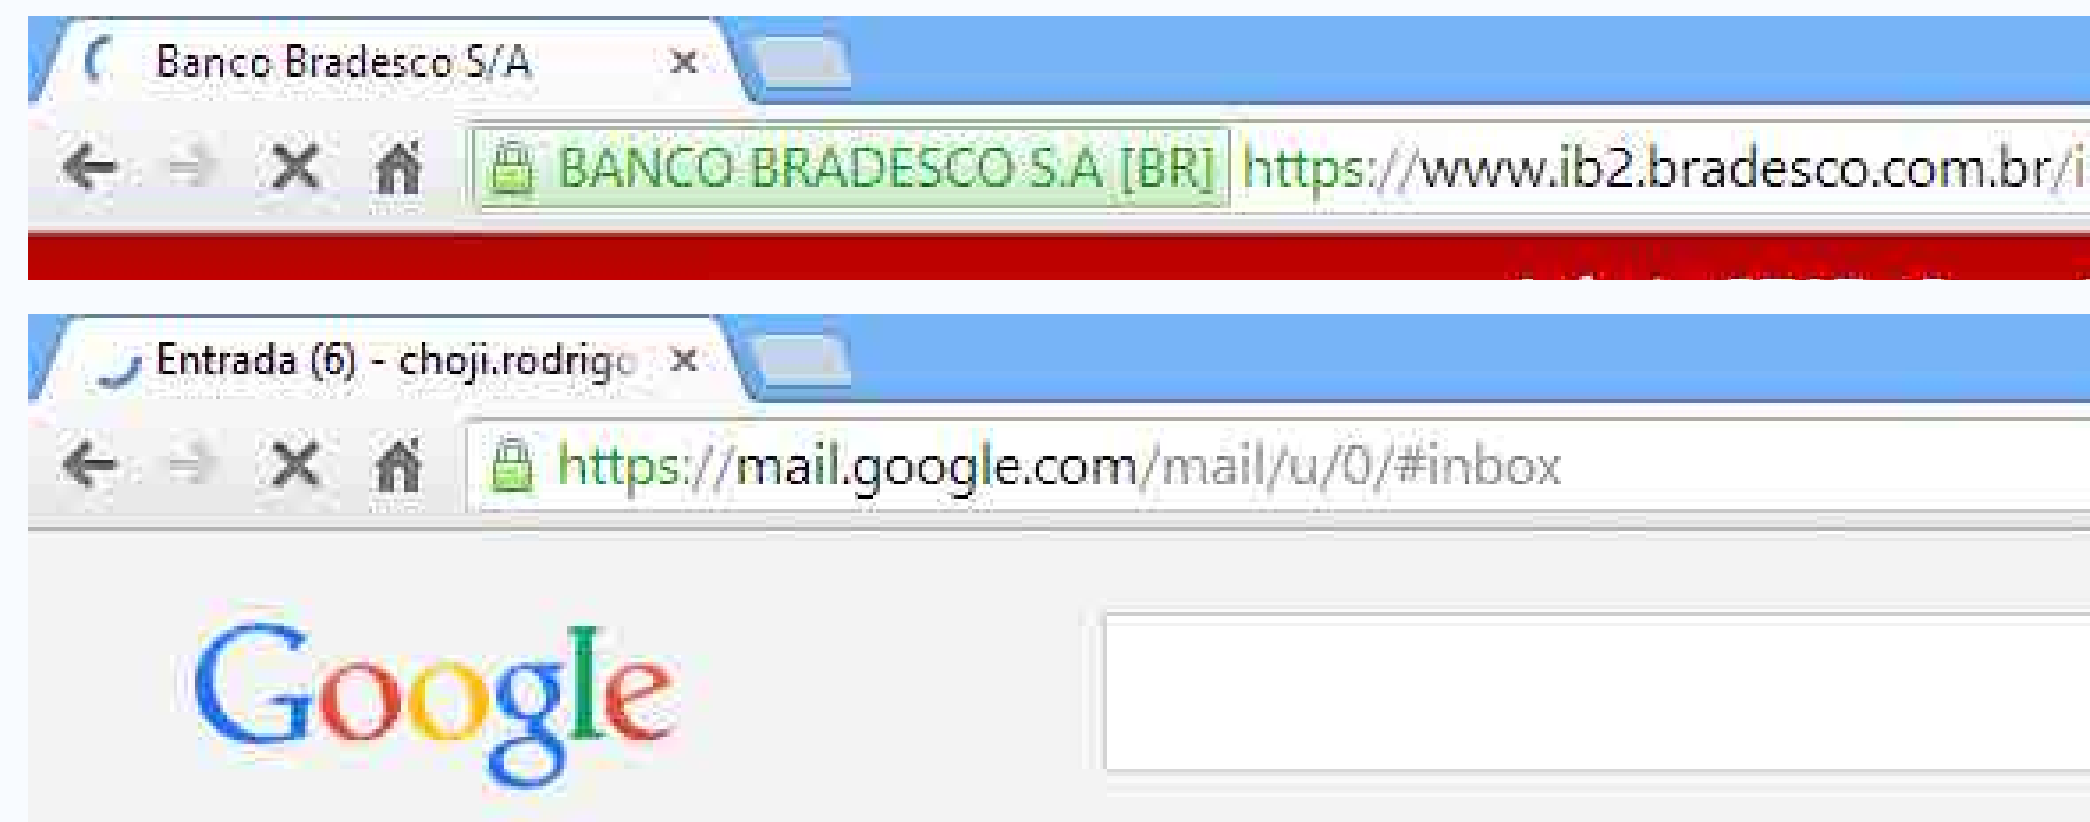 Banco Bradesco S/A
BANCO BRADESCO S.A [BR] https://www.ib2.bradesco.com.br/i
Entrada (6) - choji.rodrigo
https://mail.google.com/mail/u/0/#inbox
Google